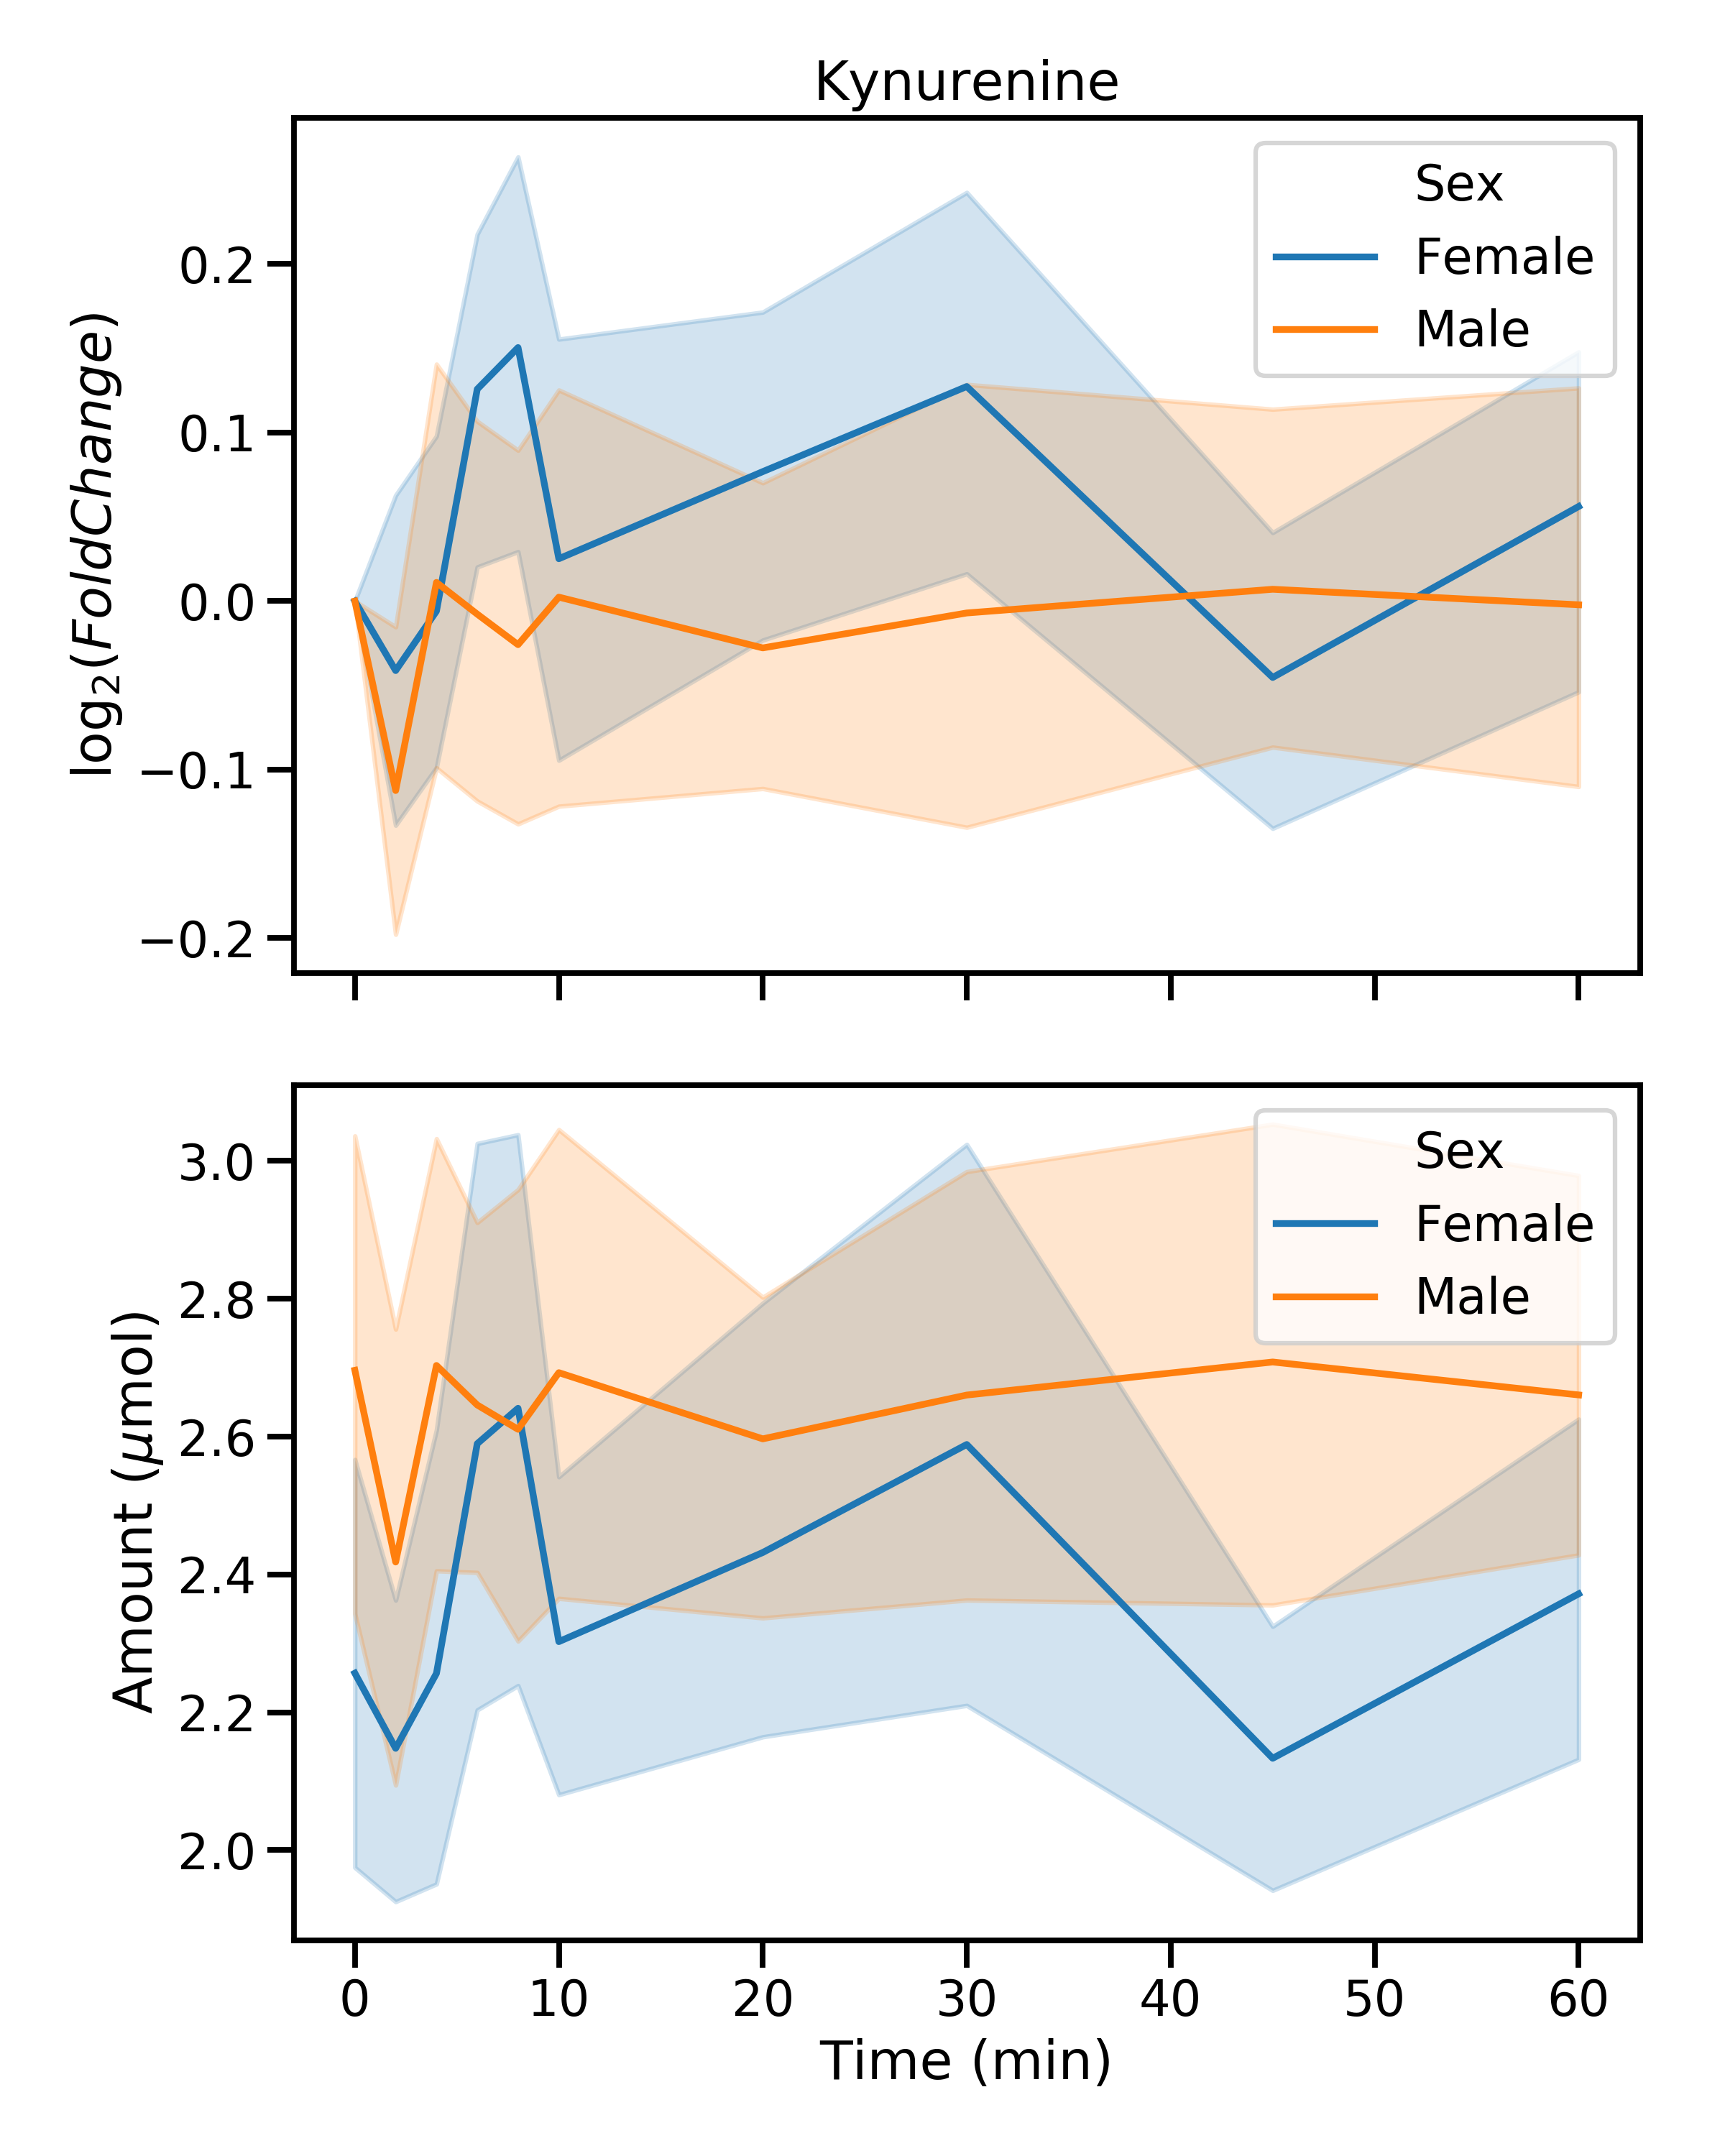 Kynurenine
log₂(FoldChange)
0.2
0.1
0.0
−0.1
−0.2
Sex
Female
Male
Amount (μmol)
3.0
2.8
2.6
2.4
2.2
2.0
Sex
Female
Male
0 10 20 30 40 50 60
Time (min)